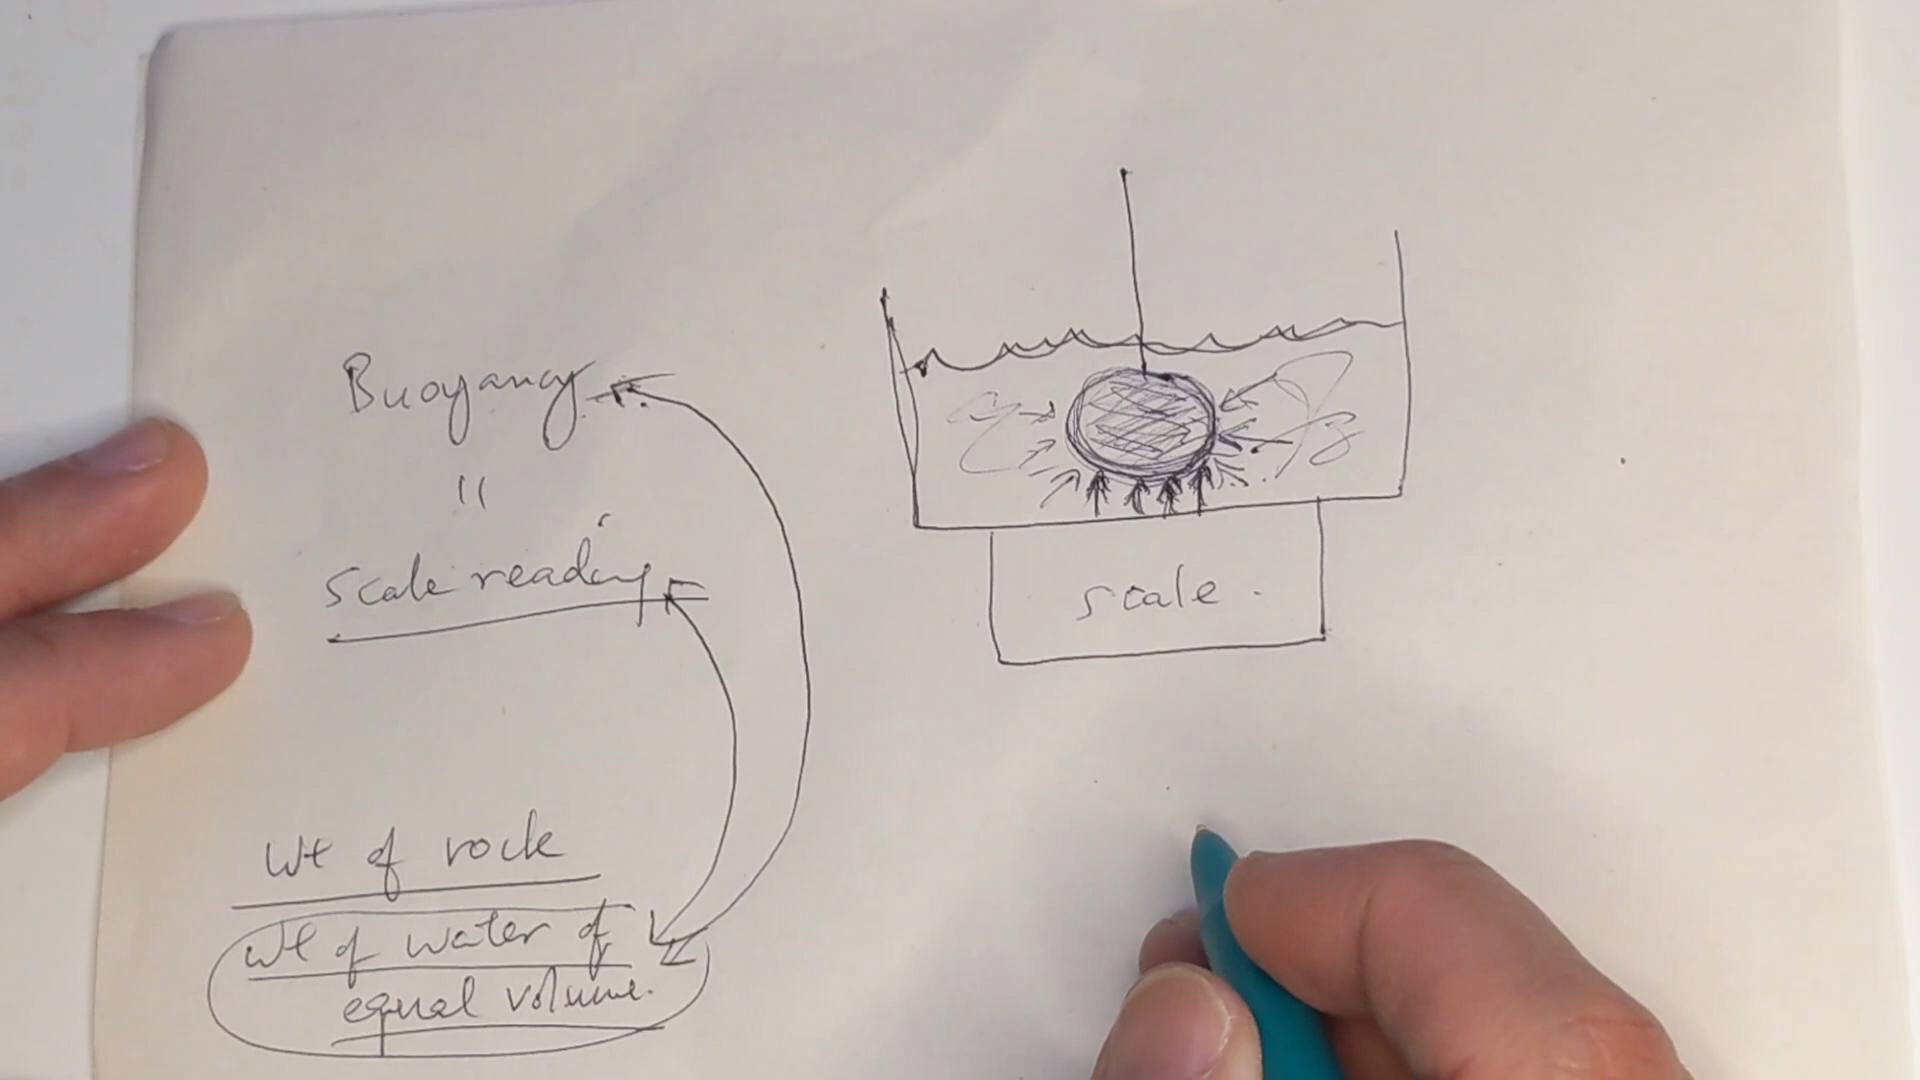 Buoyancy
=
scale reading
wt of rock
wt of water of
equal volume.
scale